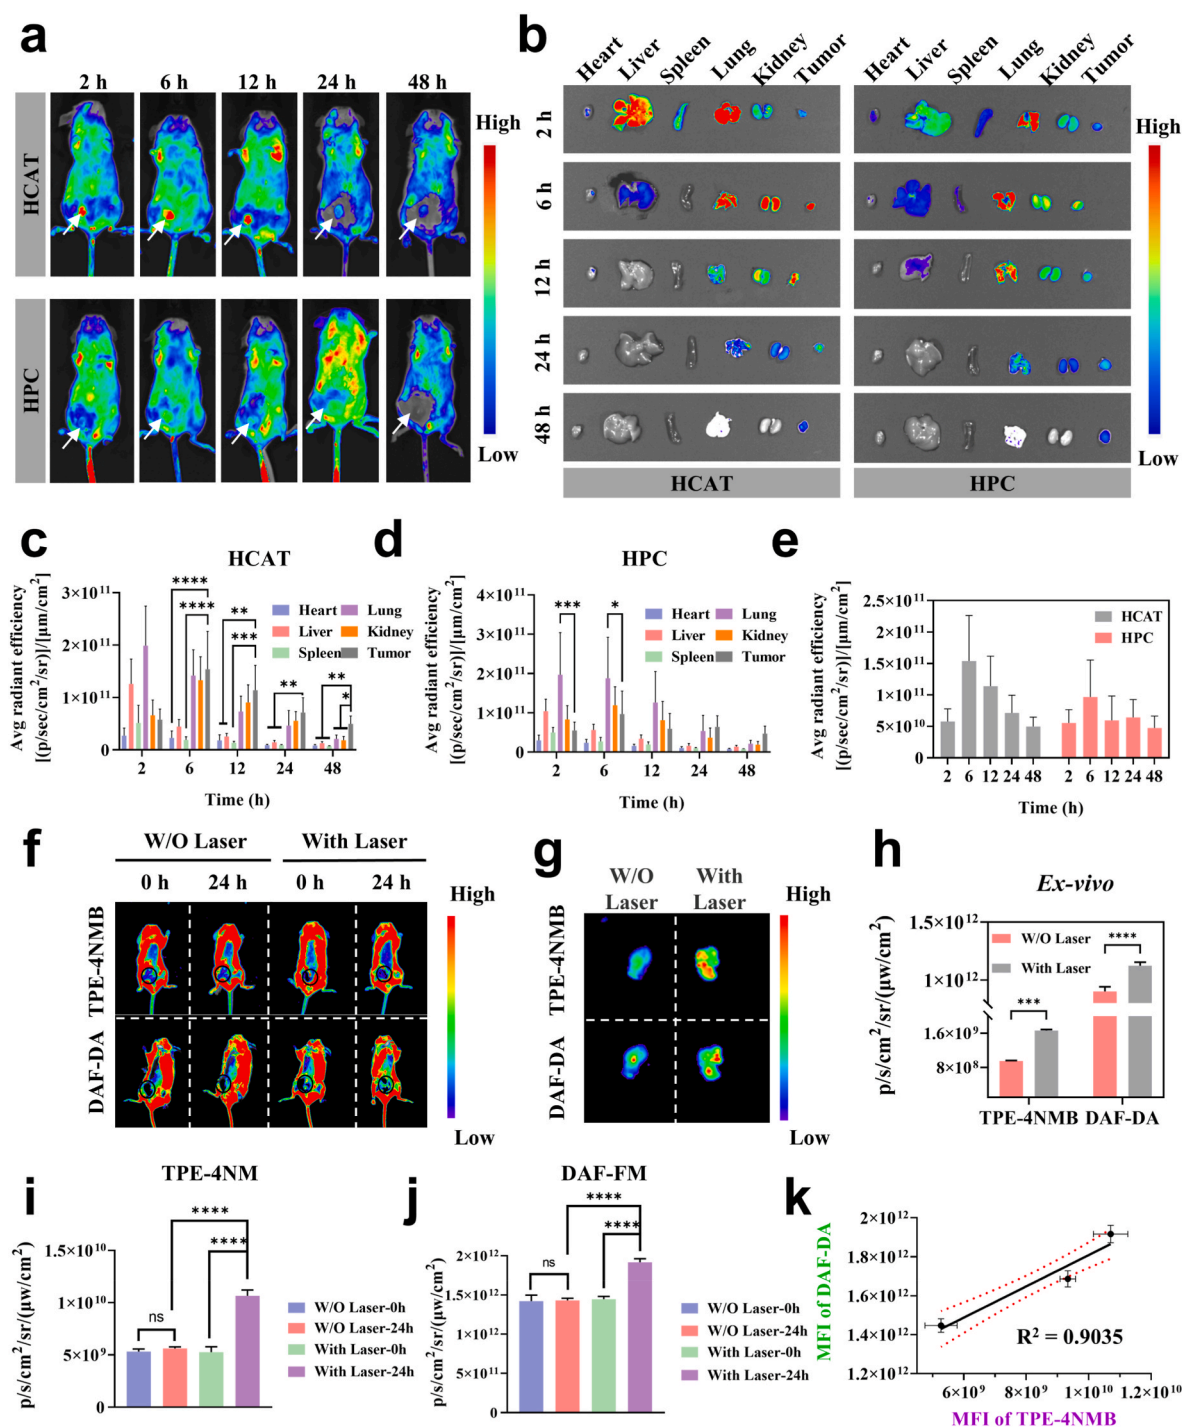 a
2 h 6 h 12 h 24 h 48 h
HCAT
HPC
High
Low
b
Heart Liver Spleen Lung Kidney Tumor Heart Liver Spleen Lung Kidney Tumor
2 h
6 h
12 h
24 h
48 h
HCAT HPC
High
Low
c
HCAT
Avg radiant efficiency
[(p/sec/cm²/sr)]/[μm/cm²]
3×10¹¹
2×10¹¹
1×10¹¹
0
**** **** ** *** ** ** *
Heart Lung
Liver Kidney
Spleen Tumor
2 6 12 24 48
Time (h)
d
HPC
Avg radiant efficiency
[(p/sec/cm²/sr)]/[μm/cm²]
4×10¹¹
3×10¹¹
2×10¹¹
1×10¹¹
0
*** *
Heart Lung
Liver Kidney
Spleen Tumor
2 6 12 24 48
Time (h)
e
Avg radiant efficiency
[(p/sec/cm²/sr)]/[μm/cm²]
2.5×10¹¹
2×10¹¹
1.5×10¹¹
1×10¹¹
5×10¹⁰
0
HCAT
HPC
2 6 12 24 48 2 6 12 24 48
Time (h)
f
W/O Laser With Laser
0 h 24 h 0 h 24 h
TPE-4NMB
DAF-DA
High
Low
g
W/O
Laser
With
Laser
TPE-4NMB
DAF-DA
High
Low
h
Ex-vivo
p/s/cm²/sr/(μw/cm²)
1.5×10¹²
1×10¹²
1.6×10⁹
8×10⁸
W/O Laser
With Laser
*** ****
TPE-4NMB DAF-DA
i
TPE-4NM
p/s/cm²/sr/(μw/cm²)
1.5×10¹⁰
1×10¹⁰
5×10⁹
0
ns **** ****
W/O Laser-0h
W/O Laser-24h
With Laser-0h
With Laser-24h
j
DAF-FM
p/s/cm²/sr/(μw/cm²)
2×10¹²
1.5×10¹²
1×10¹²
5×10¹¹
0
ns **** ****
W/O Laser-0h
W/O Laser-24h
With Laser-0h
With Laser-24h
k
MFI of DAF-DA
2×10¹²
1.8×10¹²
1.6×10¹²
1.4×10¹²
1.2×10¹²
R² = 0.9035
6×10⁹ 8×10⁹ 1×10¹⁰ 1.2×10¹⁰
MFI of TPE-4NMB